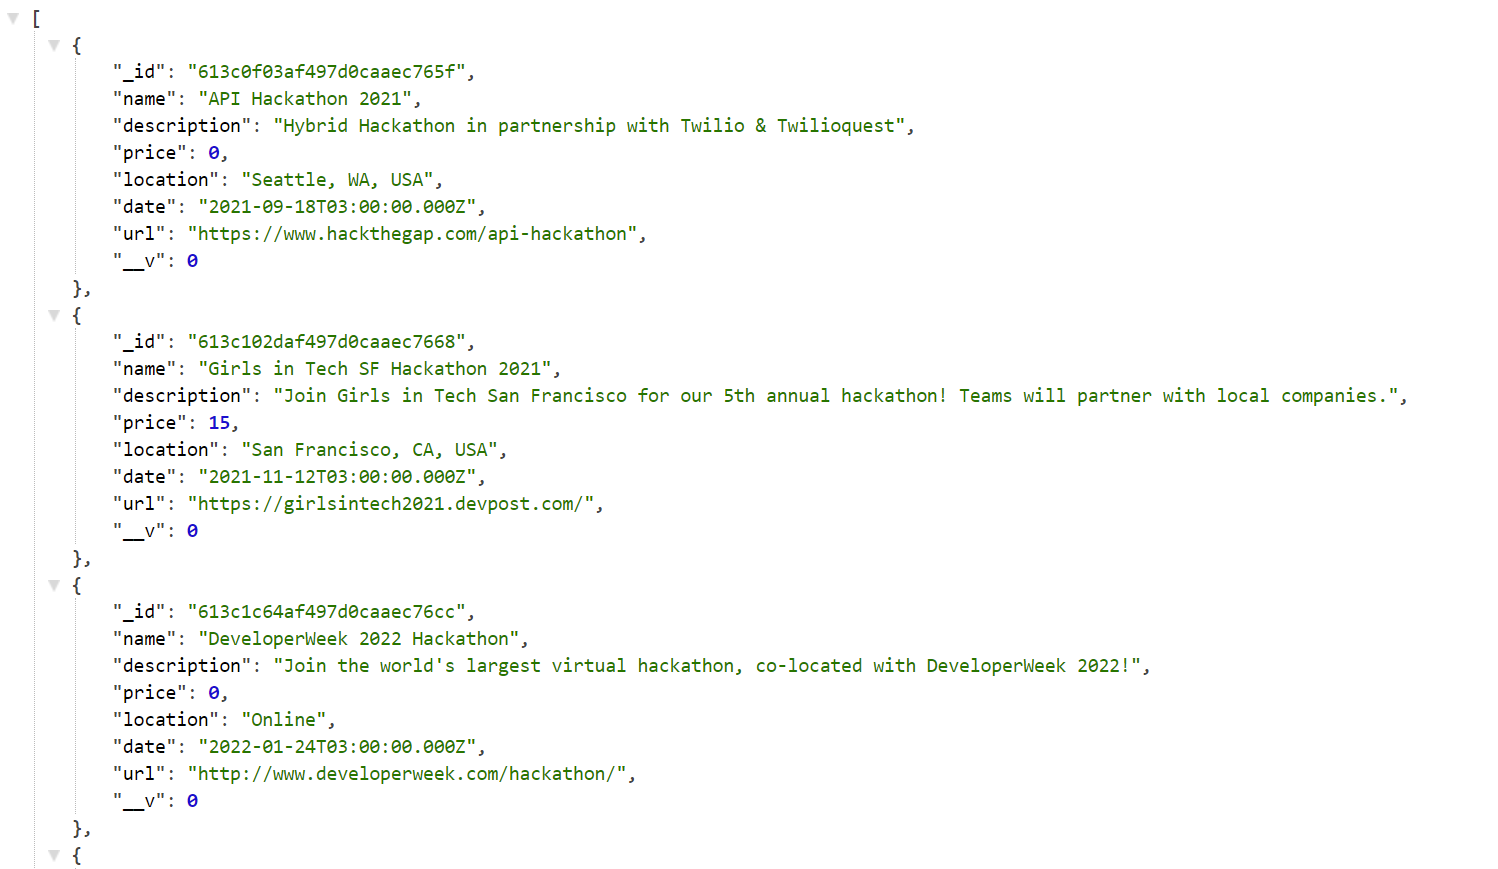 [
{
"_id": "613c0f03af497d0caaec765f",
"name": "API Hackathon 2021",
"description": "Hybrid Hackathon in partnership with Twilio & Twilioquest",
"price": 0,
"location": "Seattle, WA, USA",
"date": "2021-09-18T03:00:00.000Z",
"url": "https://www.hackthegap.com/api-hackathon",
"__v": 0
},
{
"_id": "613c102daf497d0caaec7668",
"name": "Girls in Tech SF Hackathon 2021",
"description": "Join Girls in Tech San Francisco for our 5th annual hackathon! Teams will partner with local companies.",
"price": 15,
"location": "San Francisco, CA, USA",
"date": "2021-11-12T03:00:00.000Z",
"url": "https://girlsintech2021.devpost.com/",
"__v": 0
},
{
"_id": "613c1c64af497d0caaec76cc",
"name": "DeveloperWeek 2022 Hackathon",
"description": "Join the world's largest virtual hackathon, co-located with DeveloperWeek 2022!",
"price": 0,
"location": "Online",
"date": "2022-01-24T03:00:00.000Z",
"url": "http://www.developerweek.com/hackathon/",
"__v": 0
},
{